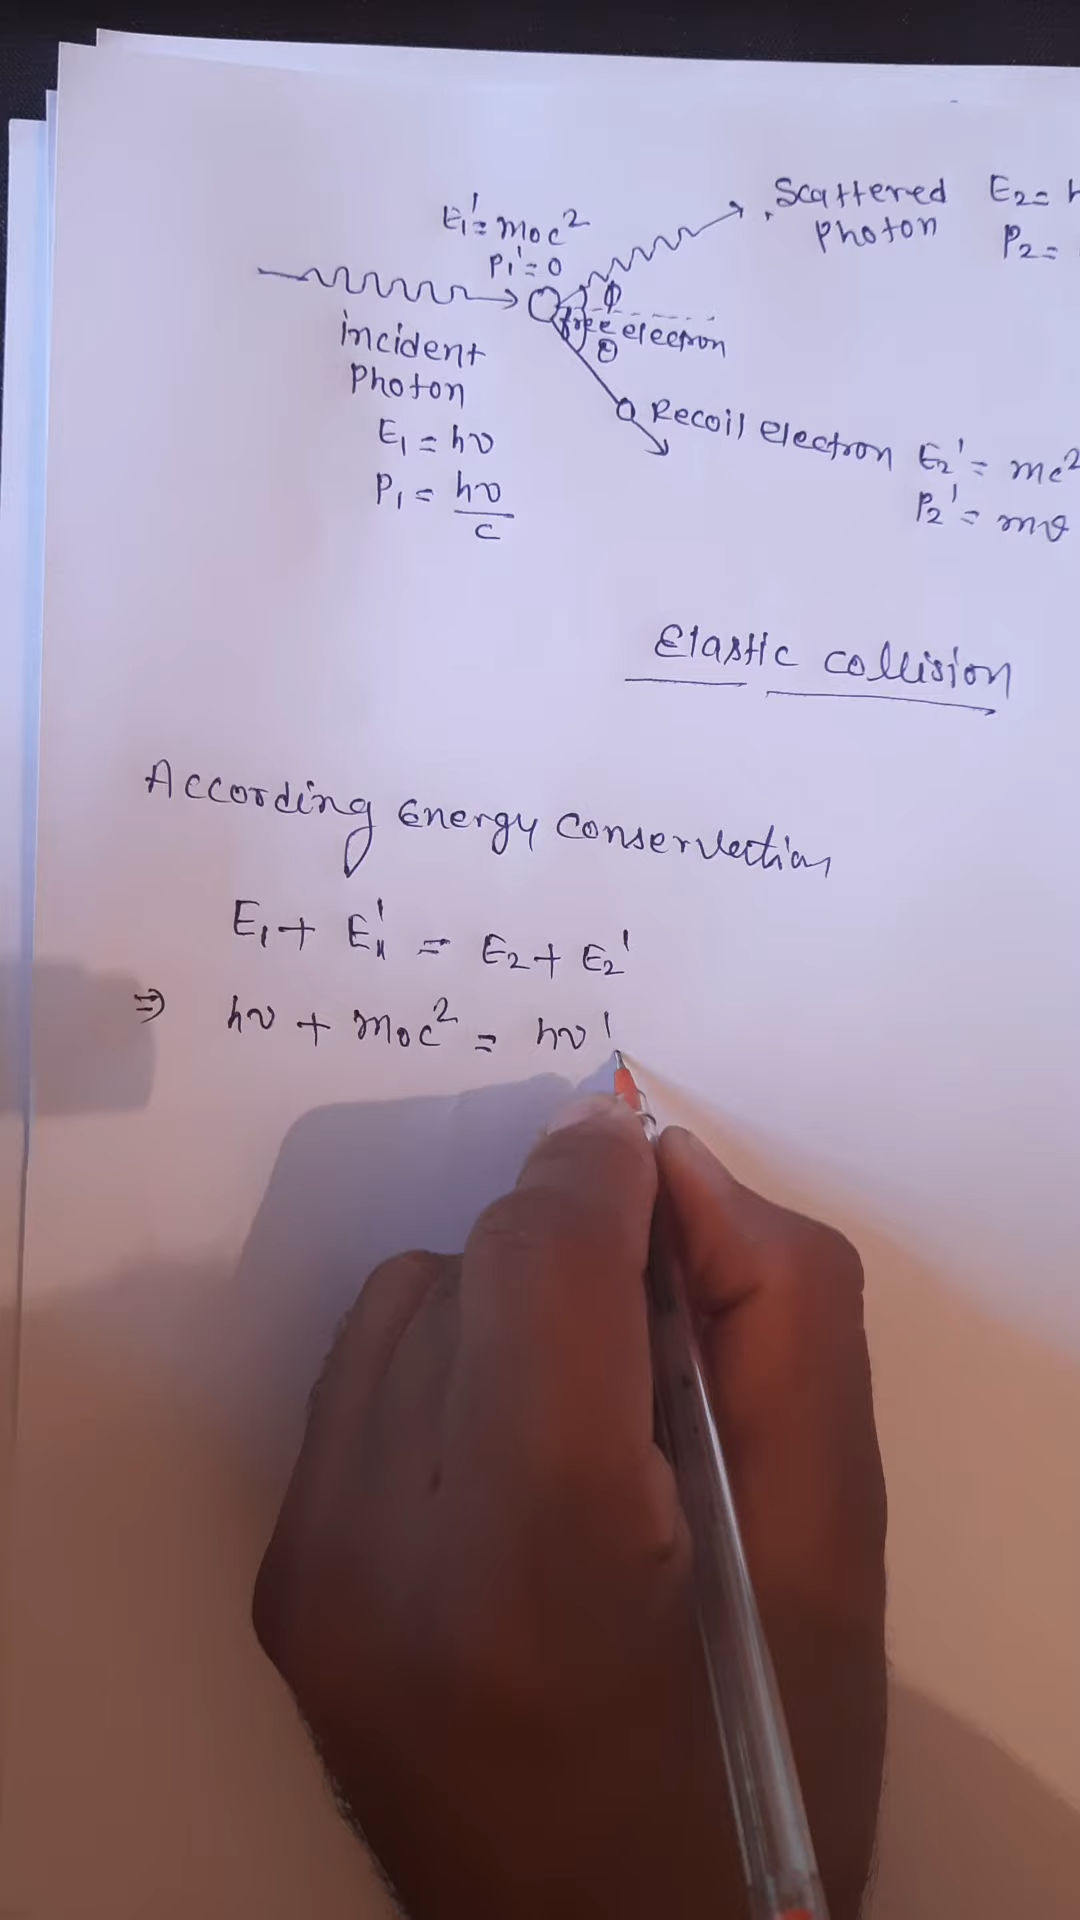 E₁' = m₀c²
P₁' = 0
Scattered photon
E₂ = h
P₂ =
φ
free electron
θ
incident
Photon
E₁ = hν
P₁ = hν/c
Recoil electron E₂' = mc²
P₂' = mv
Elastic collision
According Energy conservation
E₁ + E₁' = E₂ + E₂'
⇒ hν + m₀c² = hν'